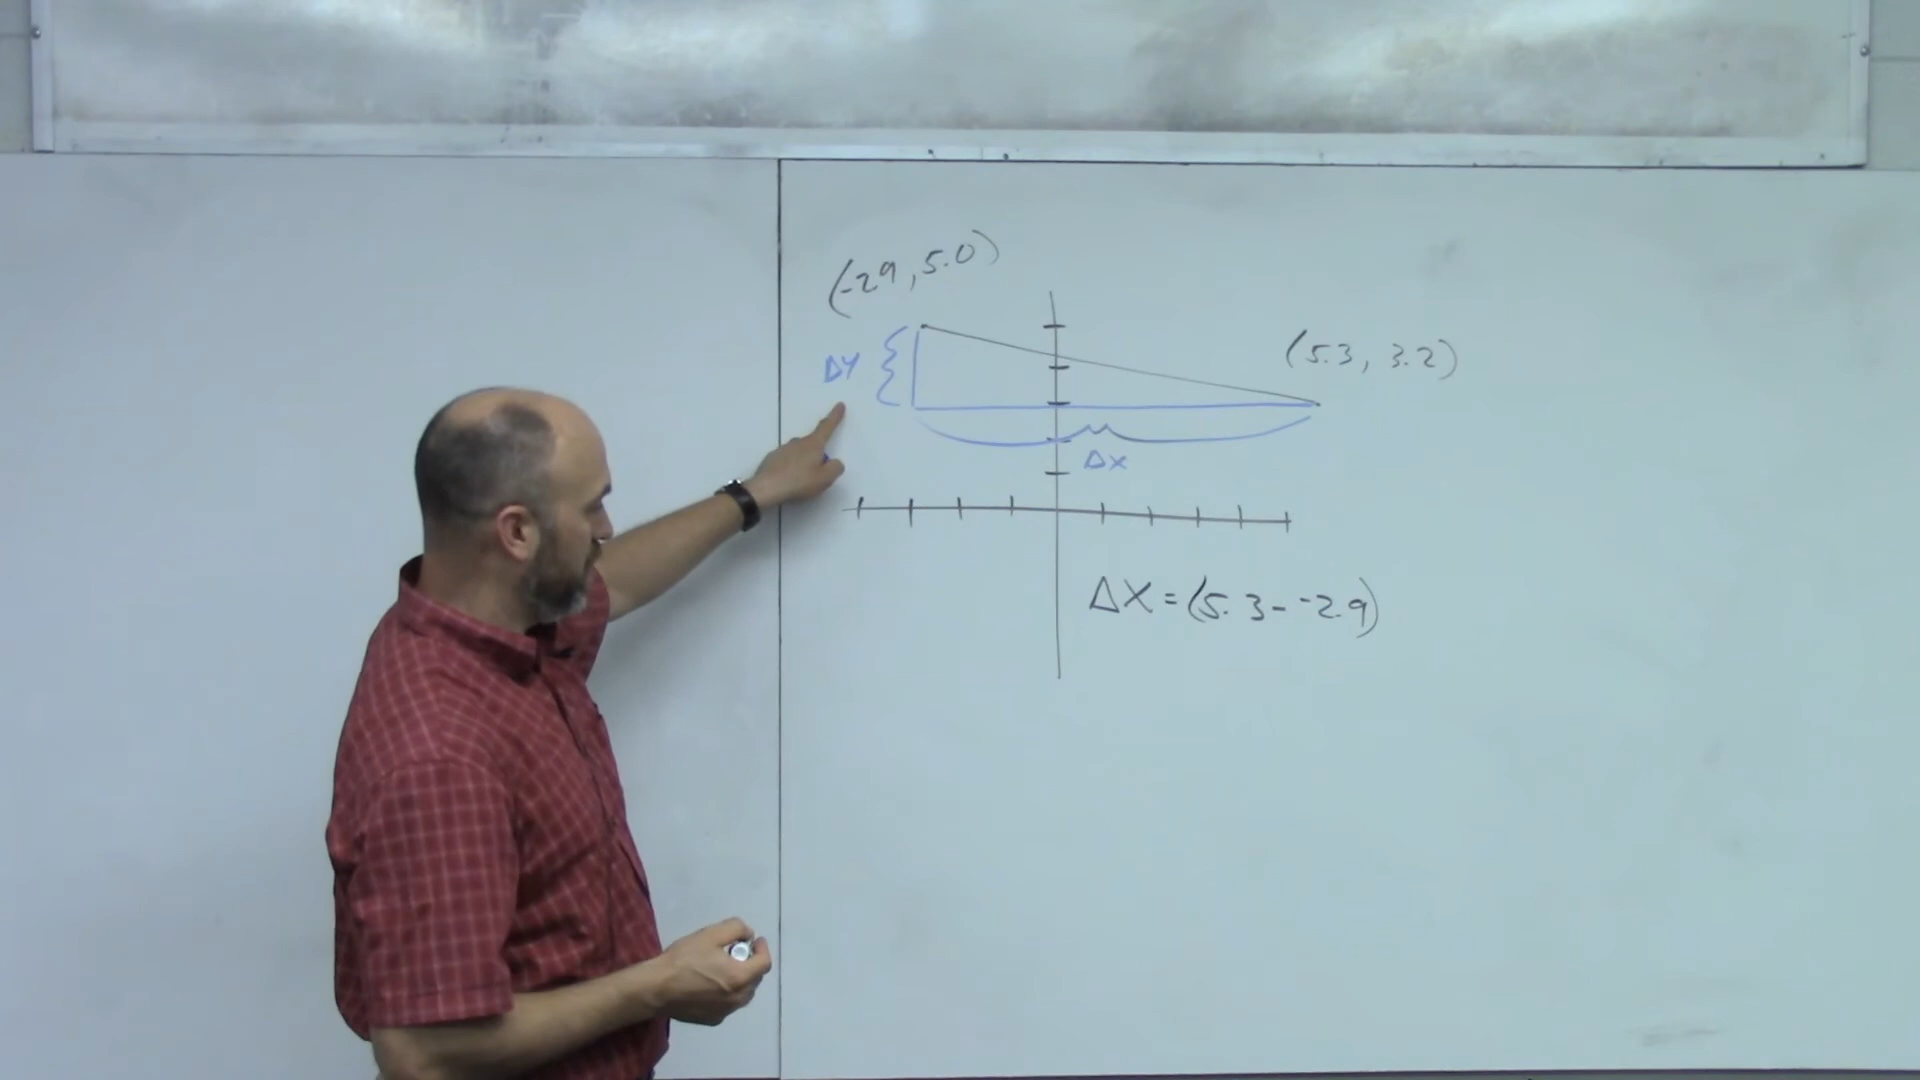 (-2.9, 5.0)
(5.3, 3.2)
ΔY
ΔX
ΔX = (5.3 - -2.9)